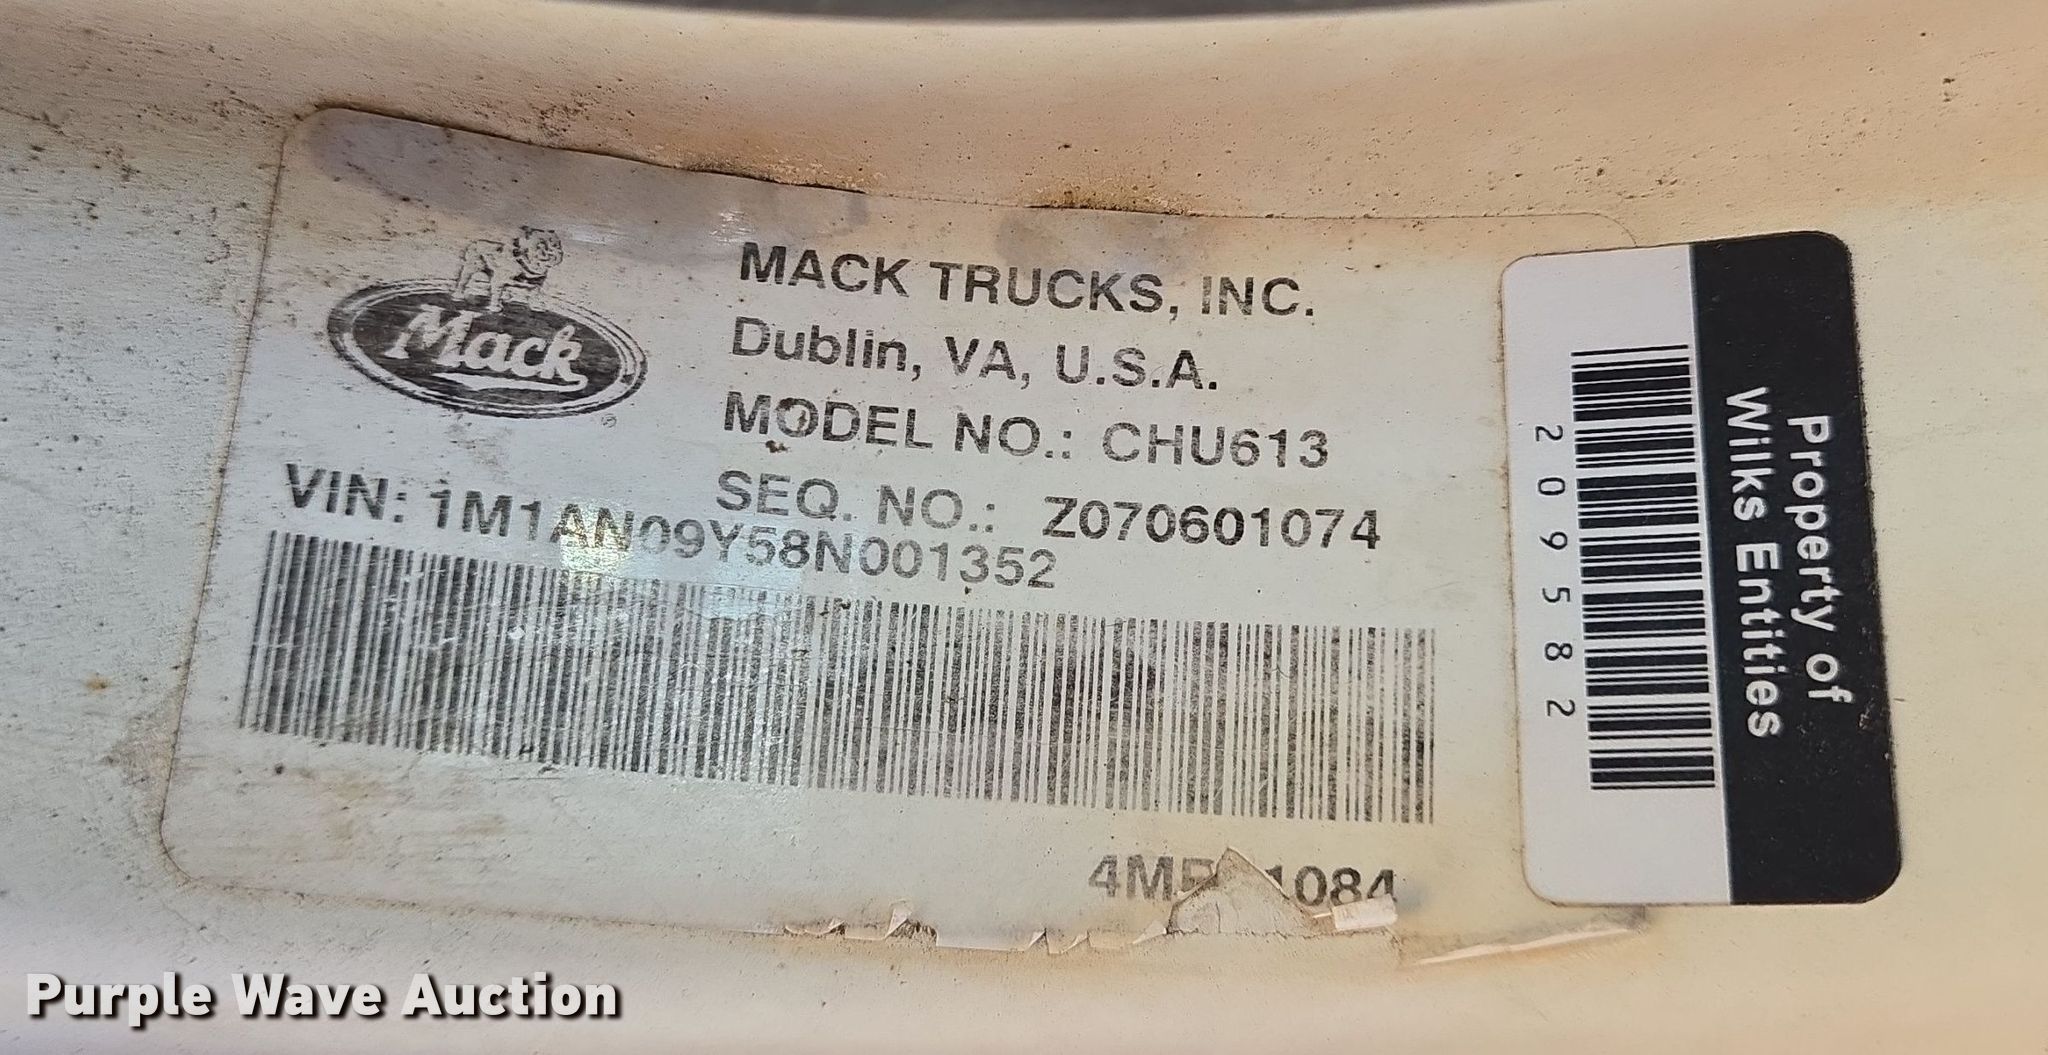 Mack
®
MACK TRUCKS, INC.
Dublin, VA, U.S.A.
MODEL NO.: CHU613
SEQ. NO.: Z070601074
VIN: 1M1AN09Y58N001352
1084
Property of
Wilks Entities
209582
Purple Wave Auction